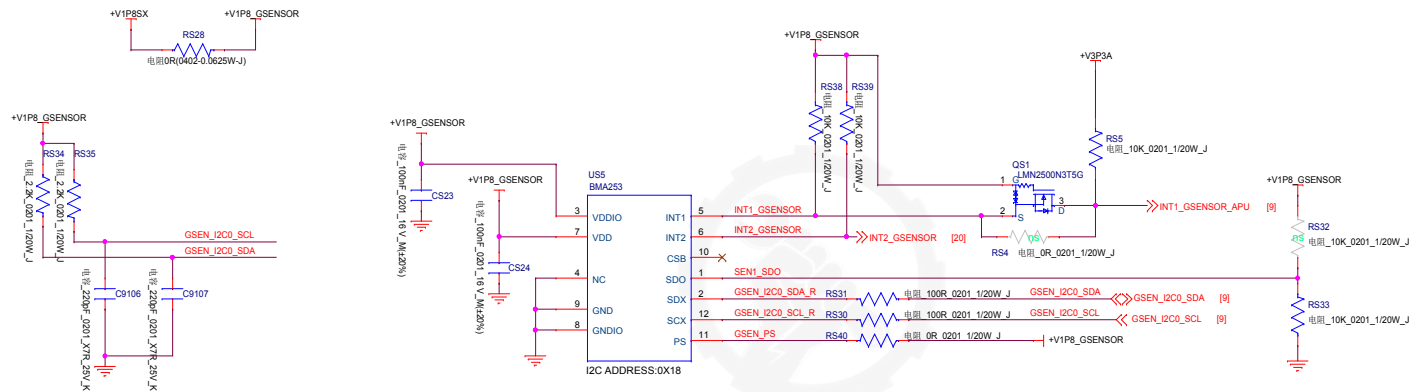 +V1P8SX
+V1P8_GSENSOR
RS28
电阻0R(0402-0.0625W-J)
+V1P8_GSENSOR
RS34
RS35
电阻_2.2K_0201_1/20W_J
电阻_2.2K_0201_1/20W_J
GSEN_I2C0_SCL
GSEN_I2C0_SDA
C9106
C9107
电容_220pF_0201_X7R_25V_K
电容_220pF_0201_X7R_25V_K
+V1P8_GSENSOR
电容_100nF_0201_16 V_M(±20%)
CS23
+V1P8_GSENSOR
电容_100nF_0201_16 V_M(±20%)
CS24
US5
BMA253
3
VDDIO
7
VDD
4
NC
9
GND
8
GNDIO
INT1
5
INT1_GSENSOR
INT2
6
INT2_GSENSOR
INT2_GSENSOR
[20]
CSB
10
SDO
1
SEN1_SDO
SDX
2
GSEN_I2C0_SDA_R
RS31
电阻_100R_0201_1/20W_J
GSEN_I2C0_SDA
GSEN_I2C0_SDA
[9]
SCX
12
GSEN_I2C0_SCL_R
RS30
电阻_100R_0201_1/20W_J
GSEN_I2C0_SCL
GSEN_I2C0_SCL
[9]
PS
11
GSEN_PS
RS40
电阻_0R_0201_1/20W_J
+V1P8_GSENSOR
I2C ADDRESS:0X18
+V1P8_GSENSOR
RS38
RS39
电阻_10K_0201_1/20W_J
电阻_10K_0201_1/20W_J
+V3P3A
RS5
电阻_10K_0201_1/20W_J
QS1
LMN2500N3T5G
1
G
2
S
3
D
INT1_GSENSOR_APU
[9]
RS4
ns
电阻_0R_0201_1/20W_J
+V1P8_GSENSOR
RS32
ns
电阻_10K_0201_1/20W_J
RS33
电阻_10K_0201_1/20W_J